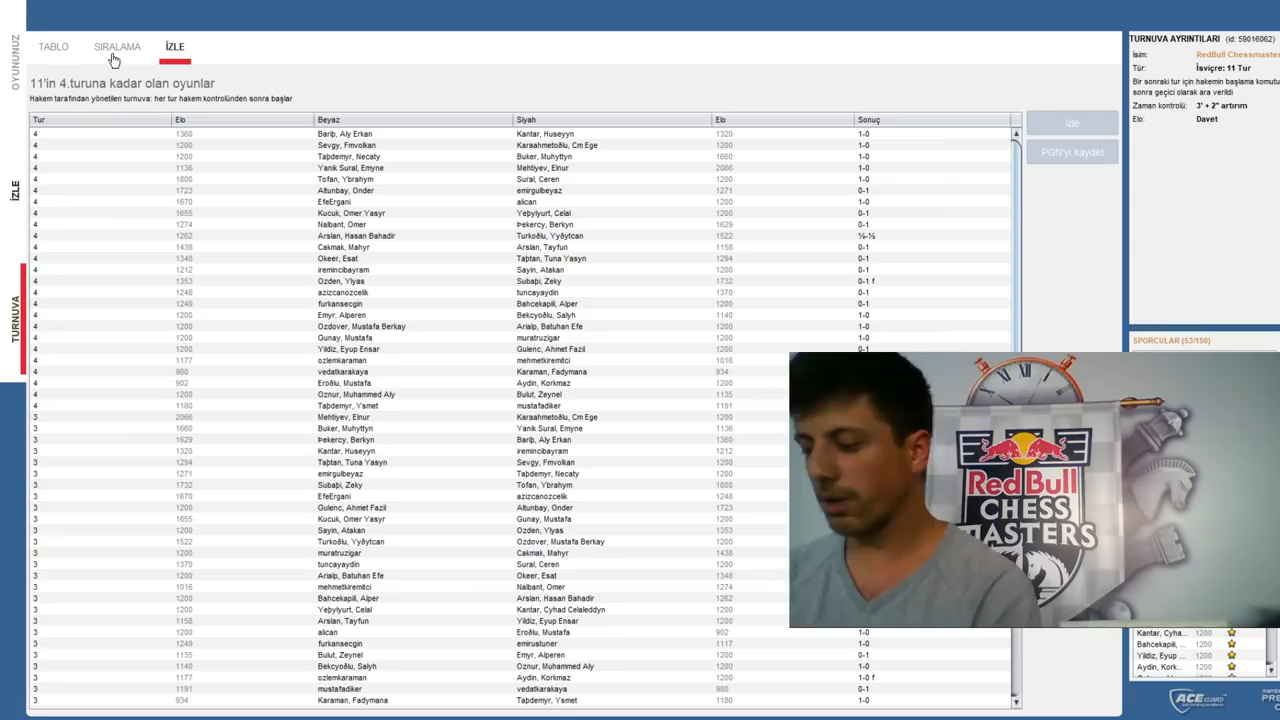 OYUNUNUZ
İZLE
TURNUVA
TABLO SIRALAMA İZLE
11'in 4.turuna kadar olan oyunlar
Hakem tarafından yönetilen turnuva: her tur hakem kontrolünden sonra başlar
Tur Elo Beyaz Siyah Elo Sonuç
4 1360 Bariþ, Aly Erkan Kantar, Huseyyn 1320 1-0
4 1200 Sevgy, Fmvolkan Karaahmetoðlu, Cm Ege 1200 1-0
4 1200 Taþdemyr, Necaty Buker, Muhyttyn 1660 1-0
4 1136 Yanik Sural, Emyne Mehtiyev, Elnur 2066 1-0
4 1800 Tofan, Ybrahym Sural, Ceren 1200 1-0
4 1723 Altunbay, Onder emirgulbeyaz 1271 0-1
4 1670 EfeErgani alican 1200 1-0
4 1655 Kucuk, Omer Yasyr Yeþylyurt, Celal 1200 0-1
4 1274 Nalbant, Omer Þekercy, Berkyn 1629 0-1
4 1262 Arslan, Hasan Bahadir Turkoðlu, Yyðytcan 1522 ½-½
4 1438 Cakmak, Mahyr Arslan, Tayfun 1158 0-1
4 1348 Okeer, Esat Taþtan, Tuna Yasyn 1294 0-1
4 1212 iremincibayram Sayin, Atakan 1200 0-1
4 1353 Ozden, Ylyas Subaþi, Zeky 1732 0-1 f
4 1248 azizcanozcelik tuncayaydin 1370 0-1
4 1249 furkansecgin Bahcekapili, Alper 1200 0-1
4 1200 Emyr, Alperen Bekcyoðlu, Salyh 1140 1-0
4 1200 Ozdover, Mustafa Berkay Arialp, Batuhan Efe 1200 1-0
4 1200 Gunay, Mustafa muratruzigar 1200 1-0
4 1200 Yildiz, Eyup Ensar Gulenc, Ahmet Fazil 1200 0-1
4 1177 ozlemkaraman mehmetkiremitci 1016
4 980 vedatkarakaya Karaman, Fadymana 934
4 902 Eroðlu, Mustafa Aydin, Korkmaz 1200
4 1200 Oznur, Muhammed Aly Bulut, Zeynel 1135
4 1180 Taþdemyr, Ysmet mustafadiker 1191
3 2066 Mehtiyev, Elnur Karaahmetoðlu, Cm Ege 1200
3 1660 Buker, Muhyttyn Yanik Sural, Emyne 1136
3 1629 Þekercy, Berkyn Bariþ, Aly Erkan 1360
3 1320 Kantar, Huseyyn iremincibayram 1212
3 1294 Taþtan, Tuna Yasyn Sevgy, Fmvolkan 1200
3 1271 emirgulbeyaz Taþdemyr, Necaty 1200
3 1732 Subaþi, Zeky Tofan, Ybrahym 1800
3 1670 EfeErgani azizcanozcelik 1248
3 1200 Gulenc, Ahmet Fazil Altunbay, Onder 1723
3 1655 Kucuk, Omer Yasyr Gunay, Mustafa 1200
3 1200 Sayin, Atakan Ozden, Ylyas 1353
3 1522 Turkoðlu, Yyðytcan Ozdover, Mustafa Berkay 1200
3 1200 muratruzigar Cakmak, Mahyr 1438
3 1370 tuncayaydin Sural, Ceren 1200
3 1200 Arialp, Batuhan Efe Okeer, Esat 1348
3 1016 mehmetkiremitci Nalbant, Omer 1274
3 1200 Bahcekapili, Alper Arslan, Hasan Bahadir 1262
3 1200 Yeþylyurt, Celal Kantar, Cyhad Celaleddyn 1200
3 1158 Arslan, Tayfun Yildiz, Eyup Ensar 1200
3 1200 alican Eroðlu, Mustafa 902 1-0
3 1249 furkansecgin emirustuner 1117 1-0
3 1135 Bulut, Zeynel Emyr, Alperen 1200 0-1
3 1140 Bekcyoðlu, Salyh Oznur, Muhammed Aly 1200 1-0
3 1177 ozlemkaraman Aydin, Korkmaz 1200 1-0 f
3 1191 mustafadiker vedatkarakaya 980 0-1
3 934 Karaman, Fadymana Taþdemyr, Ysmet 1180 1-0
İzle
PGN'yi kaydet
TURNUVA AYRINTILARI (id: 59016062)
İsim: RedBull Chessmaster
Tür: İsviçre: 11 Tur
Bir sonraki tur için hakemin başlama komutu
sonra geçici olarak ara verildi
Zaman kontrolü: 3' + 2" artırım
Elo: Davet
SPORCULAR (53/150)
Red Bull
CHESS
MASTERS
Kantar, Cyha... 1200
Bahcekapili,... 1200
Yildiz, Eyup ... 1200
Aydin, Kork... 1200
ACEGUARD